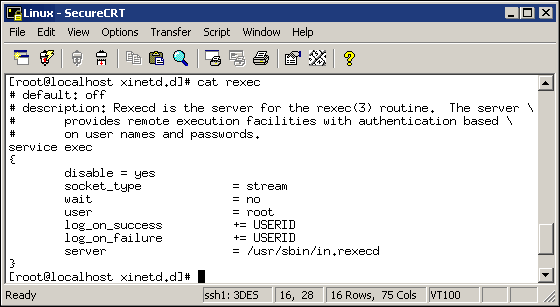 Linux - SecureCRT
File Edit View Options Transfer Script Window Help
[root@localhost xinetd.d]# cat rexec
# default: off
# description: Rexecd is the server for the rexec(3) routine.  The server \
#       provides remote execution facilities with authentication based \
#       on user names and passwords.
service exec
{
        disable = yes
        socket_type             = stream
        wait                    = no
        user                    = root
        log_on_success          += USERID
        log_on_failure          += USERID
        server                  = /usr/sbin/in.rexecd
}
[root@localhost xinetd.d]#
Ready ssh1: 3DES 16, 28 16 Rows, 75 Cols VT100